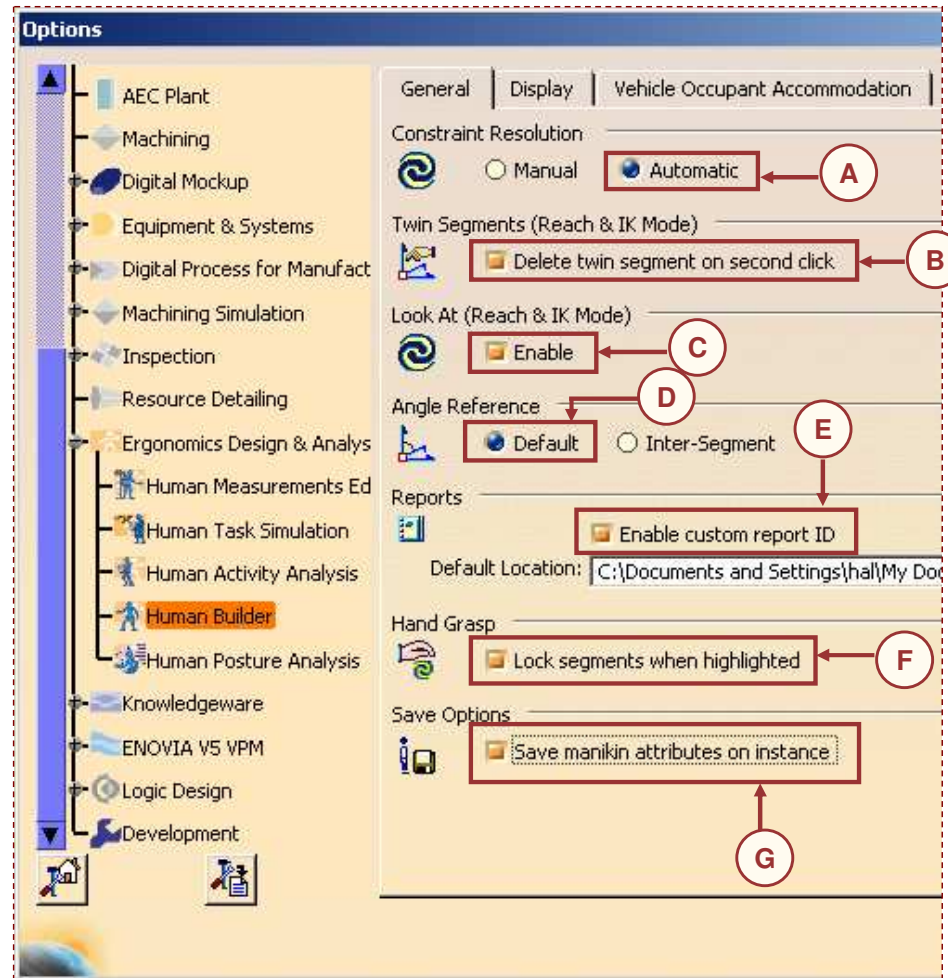 Options
AEC Plant
Machining
Digital Mockup
Equipment & Systems
Digital Process for Manufact
Machining Simulation
Inspection
Resource Detailing
Ergonomics Design & Analys
Human Measurements Ed
Human Task Simulation
Human Activity Analysis
Human Builder
Human Posture Analysis
Knowledgeware
ENOVIA V5 VPM
Logic Design
Development
General Display Vehicle Occupant Accommodation
Constraint Resolution
Manual Automatic A
Twin Segments (Reach & IK Mode)
Delete twin segment on second click B
Look At (Reach & IK Mode)
Enable C
D
Angle Reference
Default Inter-Segment E
Reports
Enable custom report ID
Default Location: C:\Documents and Settings\hal\My Doc
Hand Grasp
Lock segments when highlighted F
Save Options
Save manikin attributes on instance
G